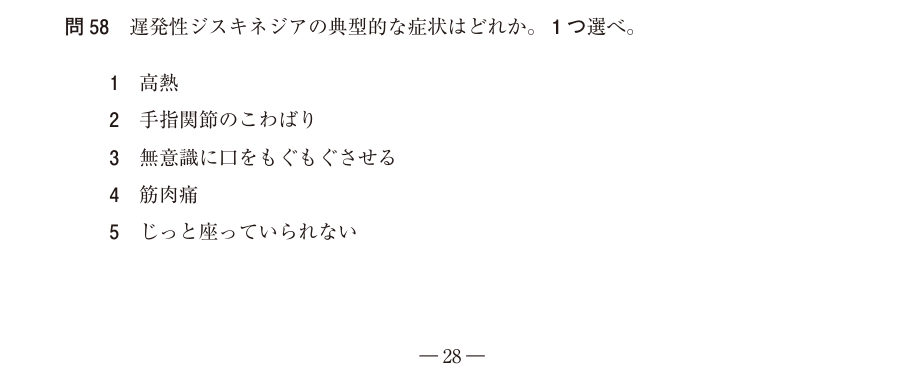 問 58　遅発性ジスキネジアの典型的な症状はどれか。1つ選べ。
1　高熱
2　手指関節のこわばり
3　無意識に口をもぐもぐさせる
4　筋肉痛
5　じっと座っていられない
― 28 ―